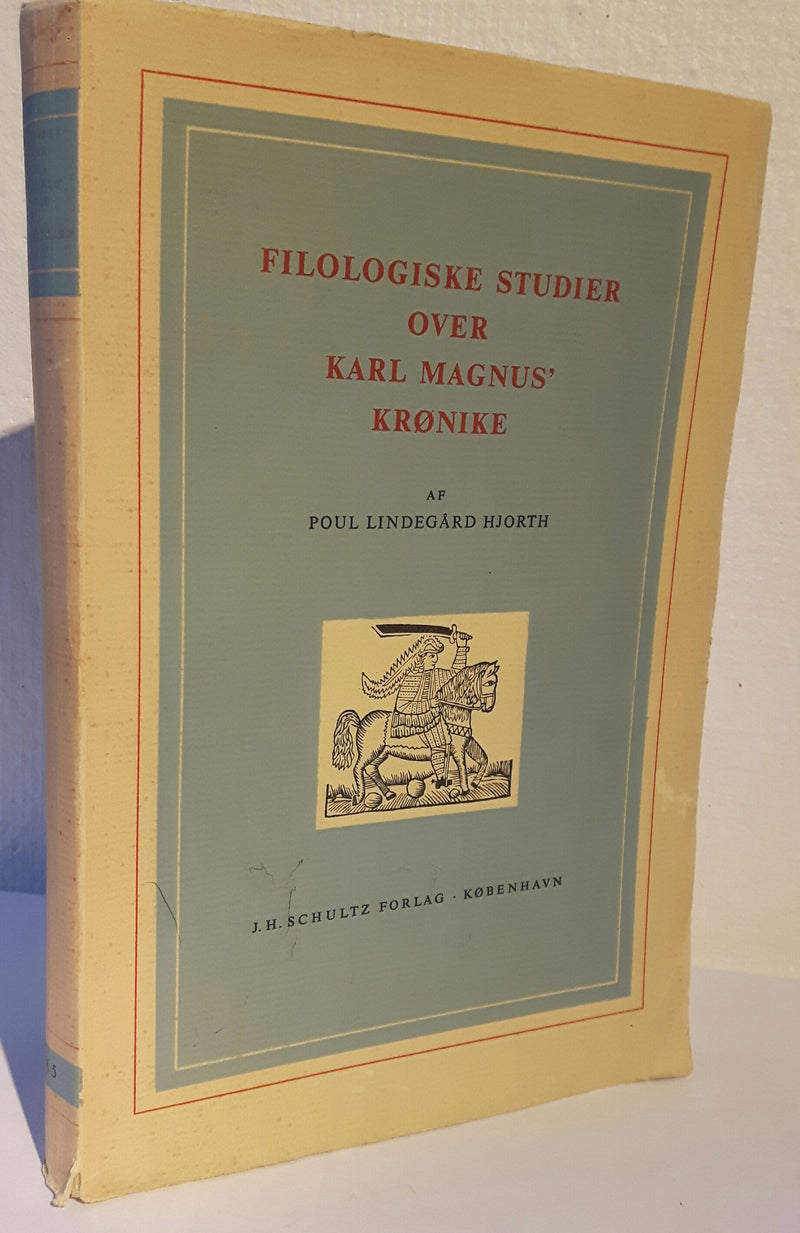 FILOLOGISKE STUDIER
OVER
KARL MAGNUS’
KRØNIKE
AF
POUL LINDEGÅRD HJORTH
J. H. SCHULTZ FORLAG · KØBENHAVN